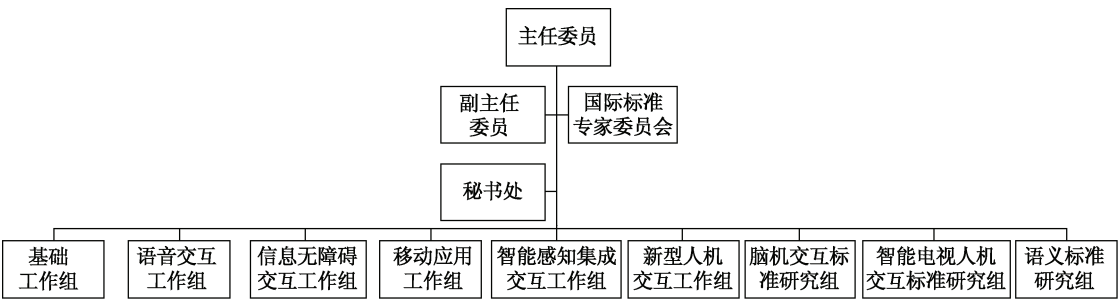 主任委员
副主任
委员
国际标准
专家委员会
秘书处
基础
工作组
语音交互
工作组
信息无障碍
交互工作组
移动应用
工作组
智能感知集成
交互工作组
新型人机
交互工作组
脑机交互标
准研究组
智能电视人机
交互标准研究组
语义标准
研究组